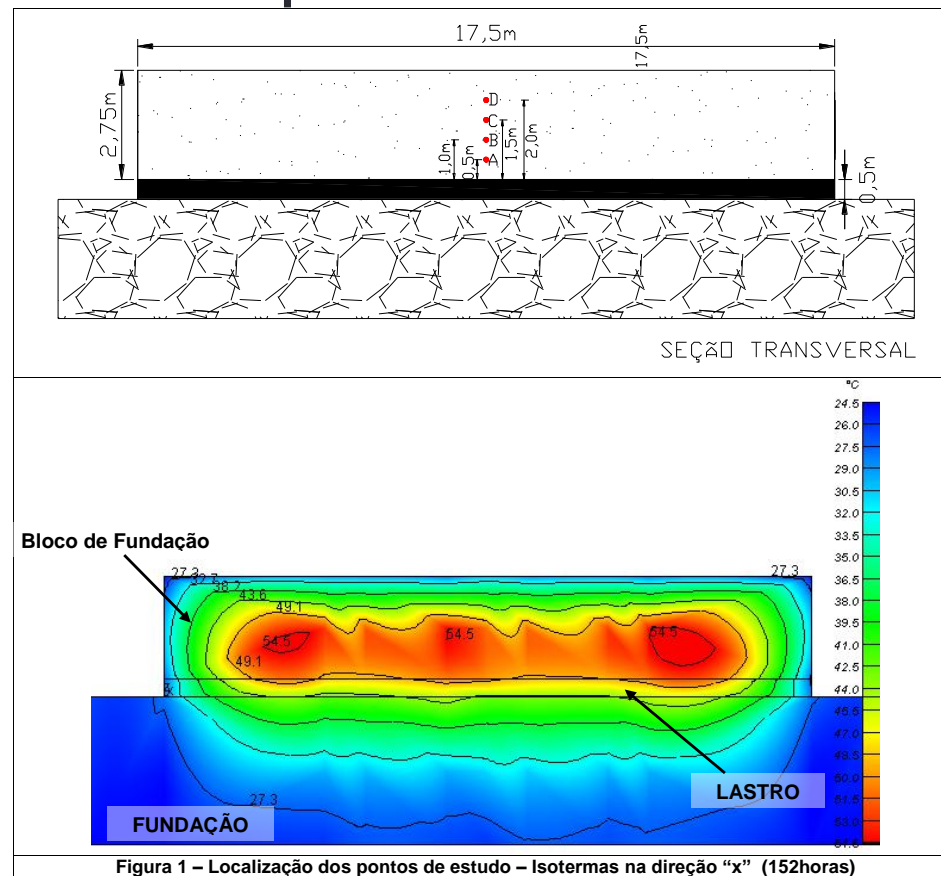 17,5m
17,5m
2,75m
D
C
B
A
1,0m
0,5m
1,5m
2,0m
0,5m
SEÇÃO TRANSVERSAL
°C
24.5
26.0
27.5
29.0
30.5
32.0
33.5
35.0
36.5
38.0
39.5
41.0
42.5
44.0
45.5
47.0
48.5
50.0
51.5
53.0
Bloco de Fundação
27.3
32.7
38.2
43.6
49.1
54.5
49.1
54.5
54.5
27.3
27.3
LASTRO
FUNDAÇÃO
Figura 1 – Localização dos pontos de estudo – Isotermas na direção “x” (152horas)